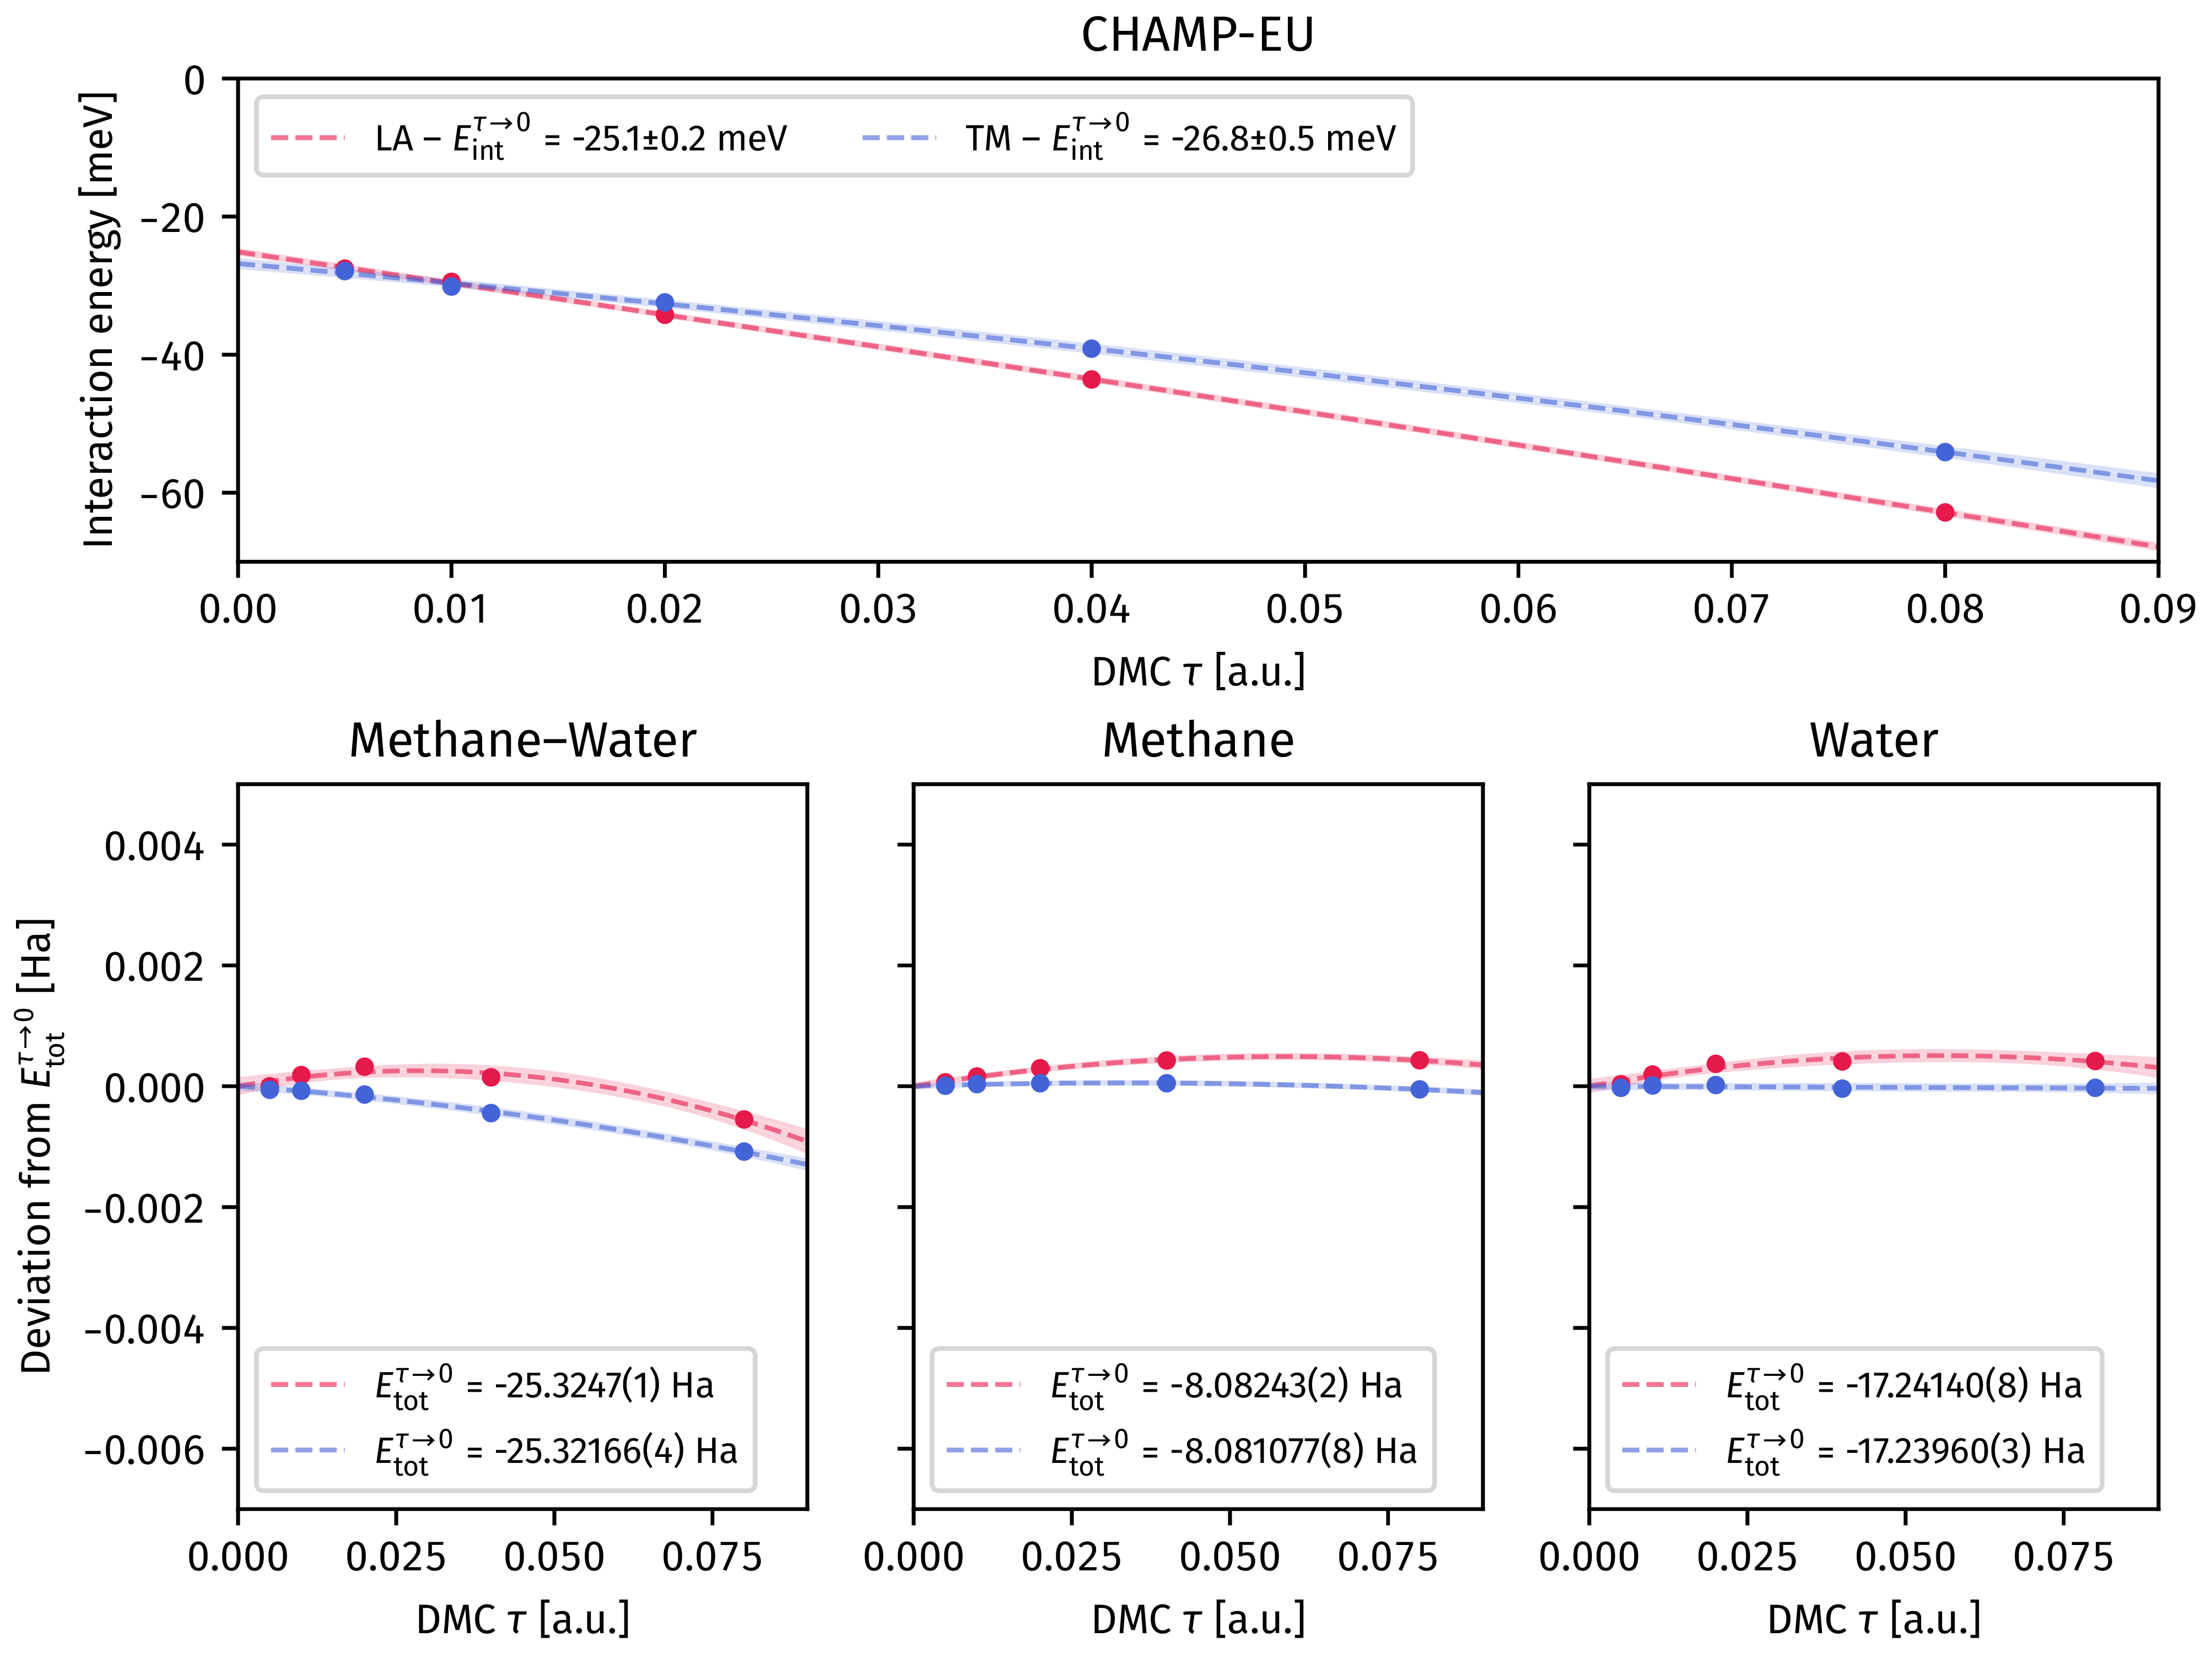 CHAMP-EU
Interaction energy [meV]
0
−20
−40
−60
LA – E_int^{τ→0} = -25.1±0.2 meV
TM – E_int^{τ→0} = -26.8±0.5 meV
0.00 0.01 0.02 0.03 0.04 0.05 0.06 0.07 0.08 0.09
DMC τ [a.u.]
Methane–Water
Methane
Water
Deviation from E_tot^{τ→0} [Ha]
0.004
0.002
0.000
−0.002
−0.004
−0.006
E_tot^{τ→0} = -25.3247(1) Ha
E_tot^{τ→0} = -25.32166(4) Ha
E_tot^{τ→0} = -8.08243(2) Ha
E_tot^{τ→0} = -8.081077(8) Ha
E_tot^{τ→0} = -17.24140(8) Ha
E_tot^{τ→0} = -17.23960(3) Ha
0.000 0.025 0.050 0.075
0.000 0.025 0.050 0.075
0.000 0.025 0.050 0.075
DMC τ [a.u.]
DMC τ [a.u.]
DMC τ [a.u.]